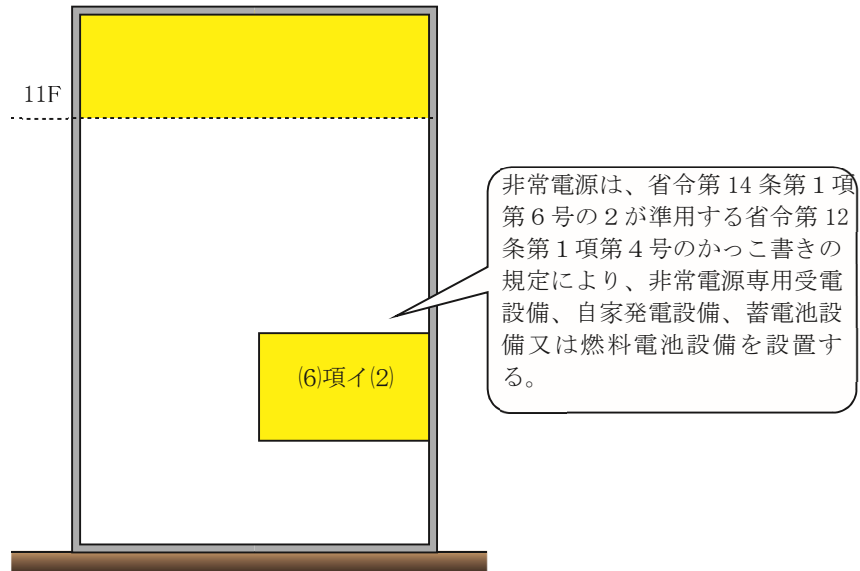 11F
非常電源は、省令第 14 条第１項
第６号の２が準用する省令第 12
条第１項第４号のかっこ書きの
規定により、非常電源専用受電
設備、自家発電設備、蓄電池設
備又は燃料電池設備を設置す
る。
⑹項イ⑵